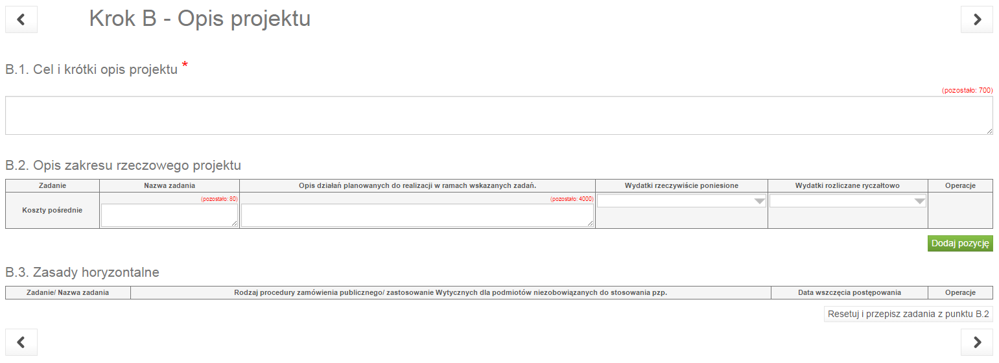 Krok B - Opis projektu
B.1. Cel i krótki opis projektu *
(pozostało: 700)
B.2. Opis zakresu rzeczowego projektu
Zadanie Nazwa zadania Opis działań planowanych do realizacji w ramach wskazanych zadań. Wydatki rzeczywiście poniesione Wydatki rozliczane ryczałtowo Operacje
(pozostało: 80) (pozostało: 4000)
Koszty pośrednie
Dodaj pozycję
B.3. Zasady horyzontalne
Zadanie/ Nazwa zadania Rodzaj procedury zamówienia publicznego/ zastosowanie Wytycznych dla podmiotów niezobowiązanych do stosowania pzp. Data wszczęcia postępowania Operacje
Resetuj i przepisz zadania z punktu B.2